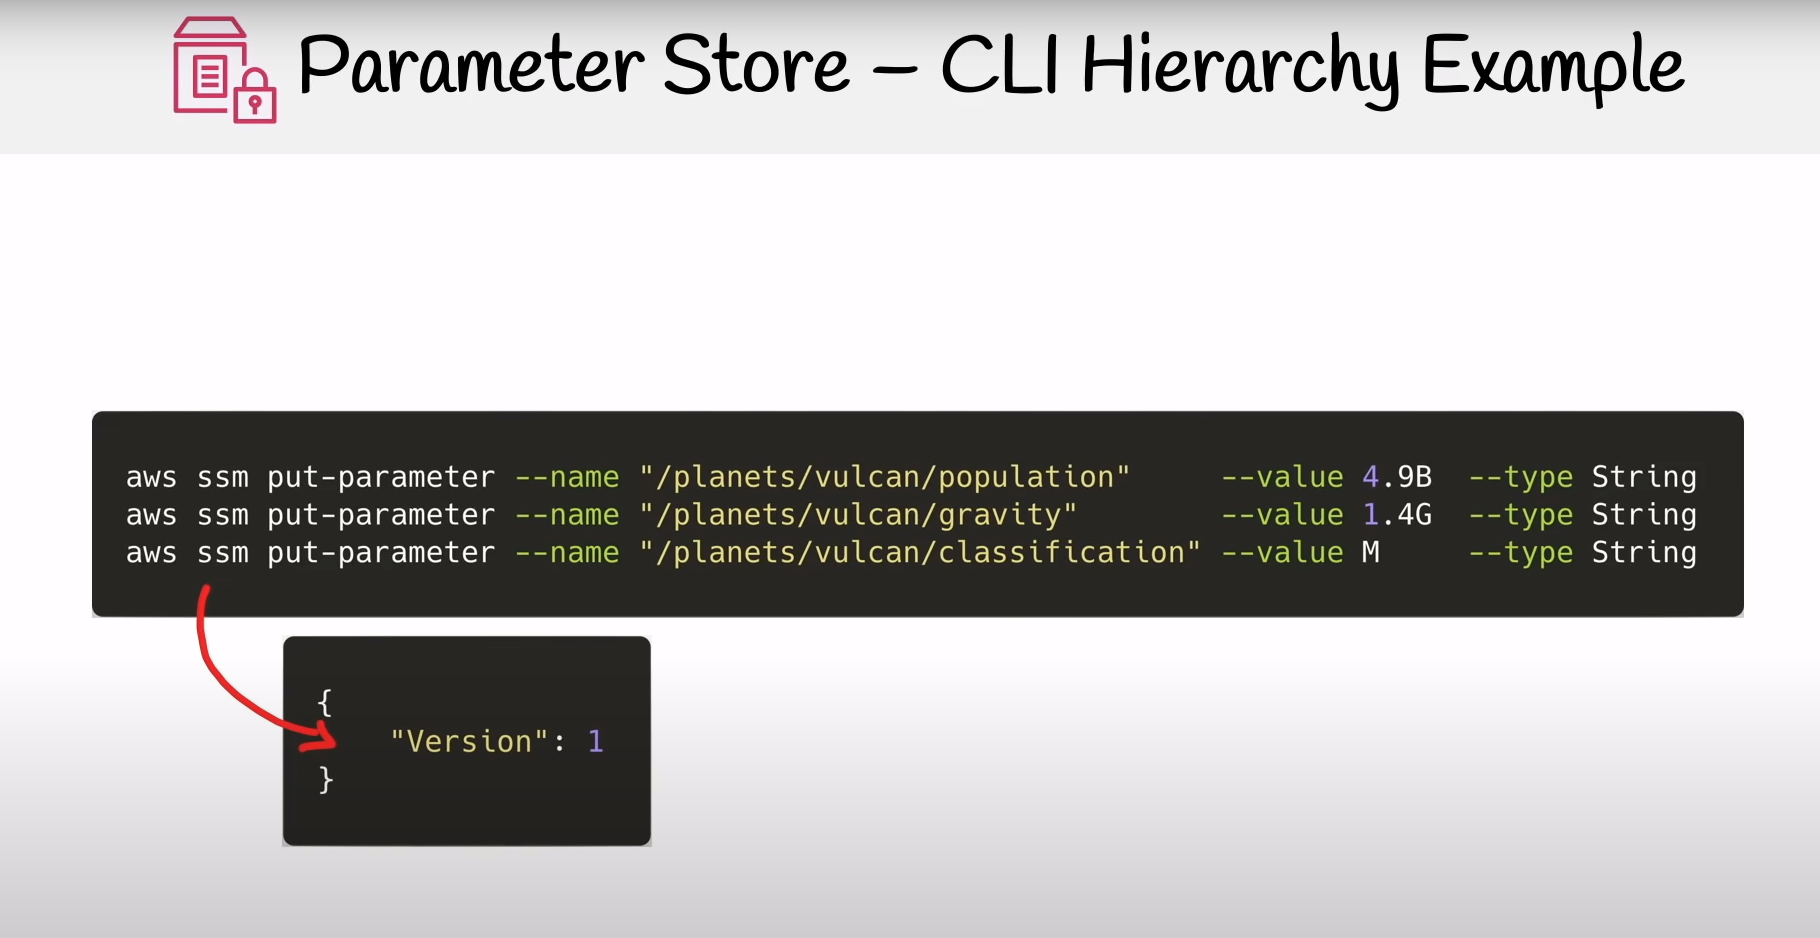 Parameter Store – CLI Hierarchy Example
aws ssm put-parameter --name "/planets/vulcan/population" --value 4.9B --type String
aws ssm put-parameter --name "/planets/vulcan/gravity" --value 1.4G --type String
aws ssm put-parameter --name "/planets/vulcan/classification" --value M --type String
{
"Version": 1
}